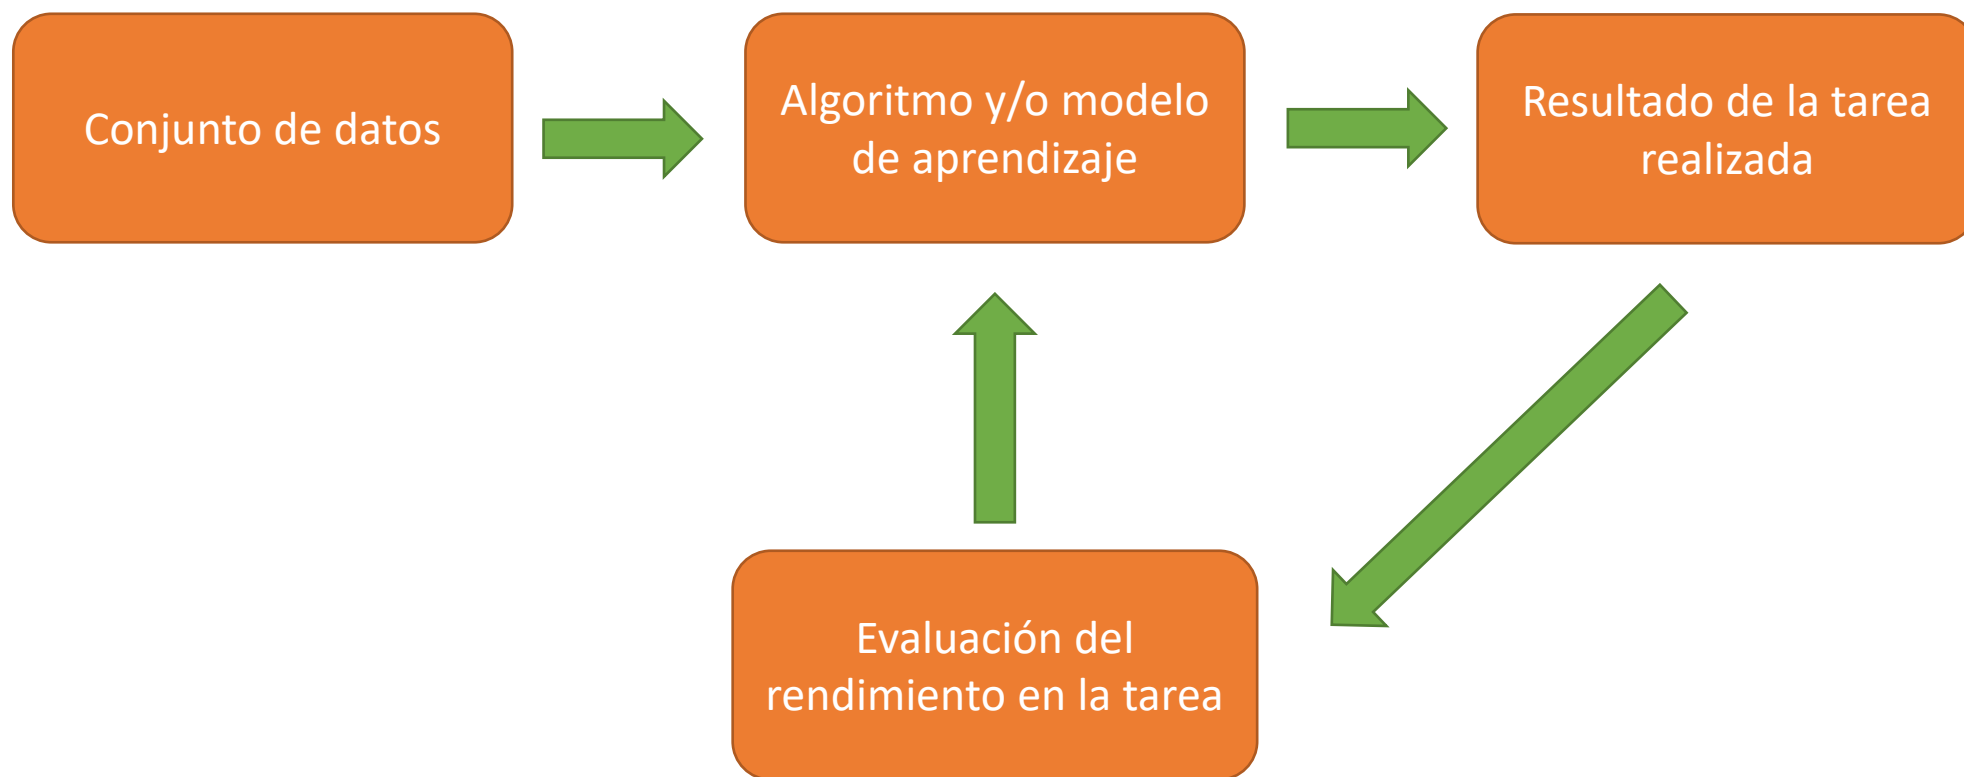 Conjunto de datos
Algoritmo y/o modelo
de aprendizaje
Resultado de la tarea
realizada
Evaluación del
rendimiento en la tarea